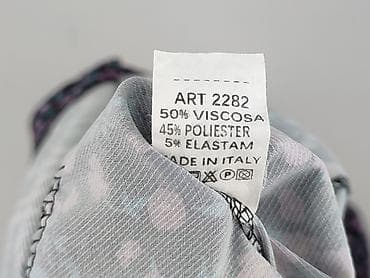 ART 2282
50% VISCOSA
45% POLIESTER
5% ELASTAM
MADE IN ITALY